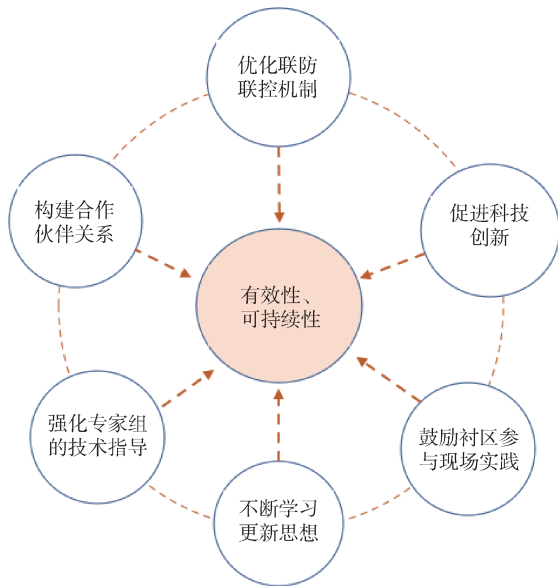 优化联防
联控机制
构建合作
伙伴关系
促进科技
创新
有效性、
可持续性
强化专家组
的技术指导
鼓励衬区参
与现场实践
不断学习
更新思想